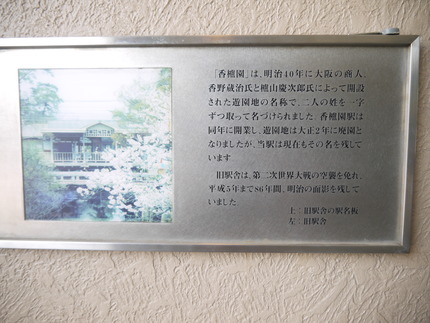 「香櫨園」は、明治40年に大阪の商人、
香野蔵治氏と櫨山慶次郎氏によって開設
された遊園地の名称で、二人の姓を一字
ずつ取って名づけられました。香櫨園駅は
同年に開業し、遊園地は大正2年に廃園と
なりましたが、当駅は現在もその名を残して
います。
旧駅舎は、第二次世界大戦の空襲を免れ、
平成5年まで86年間、明治の面影を残して
いました。
上:旧駅舎の駅名板
左:旧駅舎